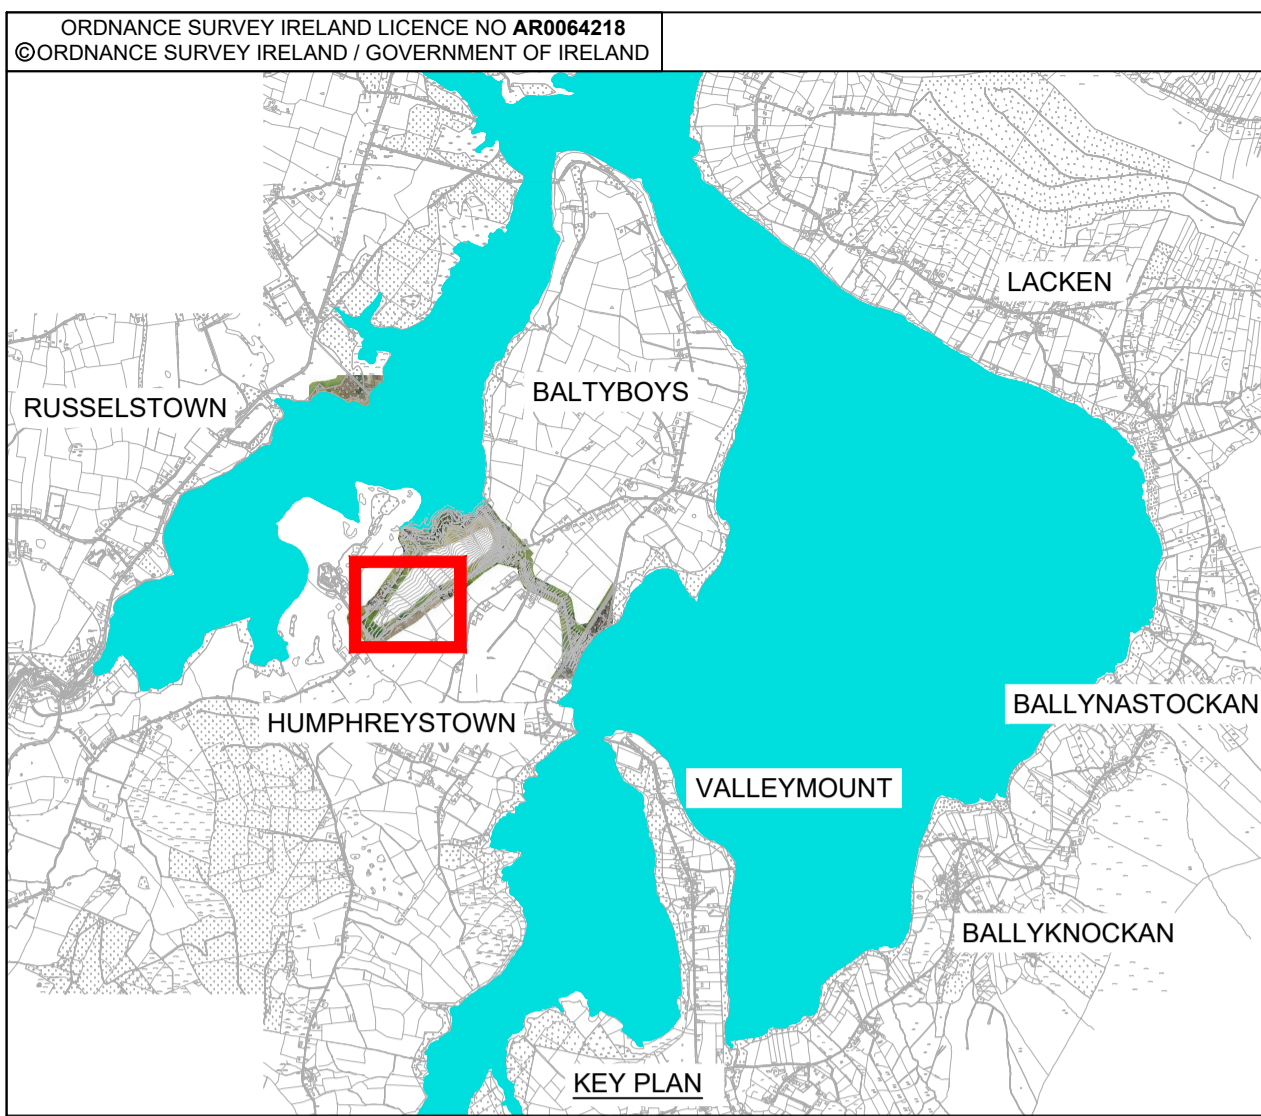 ORDNANCE SURVEY IRELAND LICENCE NO AR0064218
©ORDNANCE SURVEY IRELAND / GOVERNMENT OF IRELAND
LACKEN
BALTYBOYS
RUSSELSTOWN
BALLYNASTOCKAN
HUMPHREYSTOWN
VALLEYMOUNT
BALLYKNOCKAN
KEY PLAN